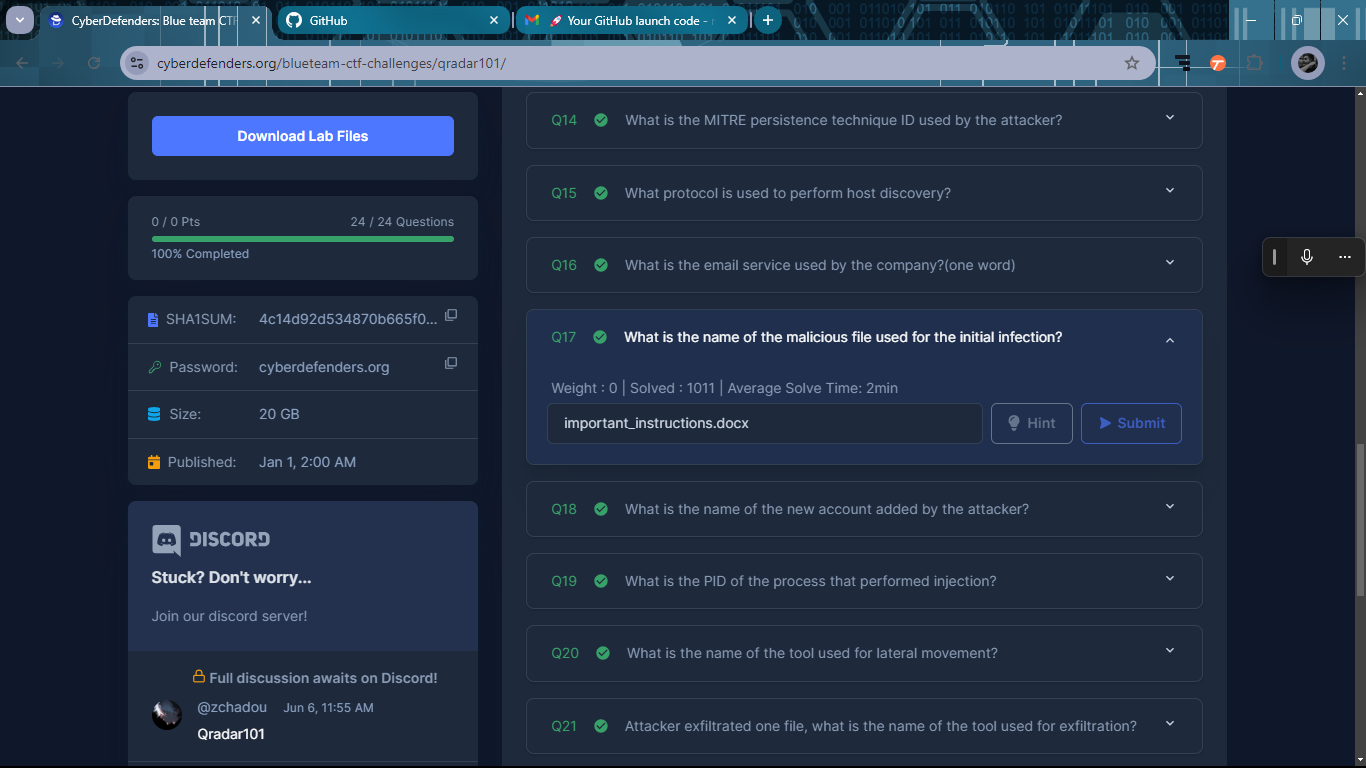 CyberDefenders: Blue team CTF
GitHub
🚀 Your GitHub launch code -
cyberdefenders.org/blueteam-ctf-challenges/qradar101/
Download Lab Files
0 / 0 Pts
24 / 24 Questions
100% Completed
SHA1SUM: 4c14d92d534870b665f0...
Password: cyberdefenders.org
Size: 20 GB
Published: Jan 1, 2:00 AM
DISCORD
Stuck? Don't worry...
Join our discord server!
Full discussion awaits on Discord!
@zchadou Jun 6, 11:55 AM
Qradar101
Q14 What is the MITRE persistence technique ID used by the attacker?
Q15 What protocol is used to perform host discovery?
Q16 What is the email service used by the company?(one word)
Q17 What is the name of the malicious file used for the initial infection?
Weight : 0 | Solved : 1011 | Average Solve Time: 2min
important_instructions.docx
Hint
Submit
Q18 What is the name of the new account added by the attacker?
Q19 What is the PID of the process that performed injection?
Q20 What is the name of the tool used for lateral movement?
Q21 Attacker exfiltrated one file, what is the name of the tool used for exfiltration?